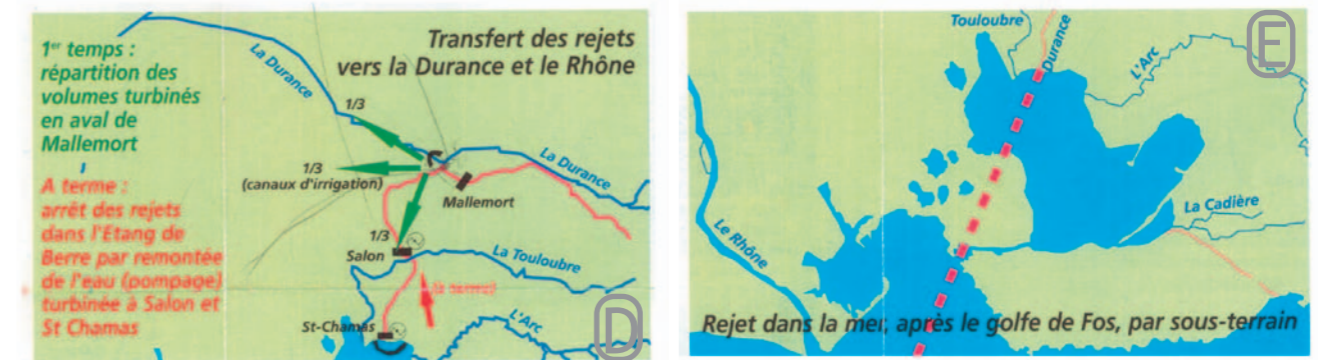 Transfert des rejets
vers la Durance et le Rhône
1er temps :
répartition des
volumes turbinés
en aval de
Mallemort
A terme :
arrêt des rejets
dans l'Etang de
Berre par remontée
de l'eau (pompage)
turbinée à Salon et
St Chamas
La Durance
1/3
1/3
(canaux d'irrigation)
La Durance
Mallemort
1/3
Salon
La Touloubre
(à terme)
St-Chamas
L'Arc
D
Touloubre
Durance
L'Arc
E
La Cadière
Le Rhône
Rejet dans la mer, après le golfe de Fos, par sous-terrain